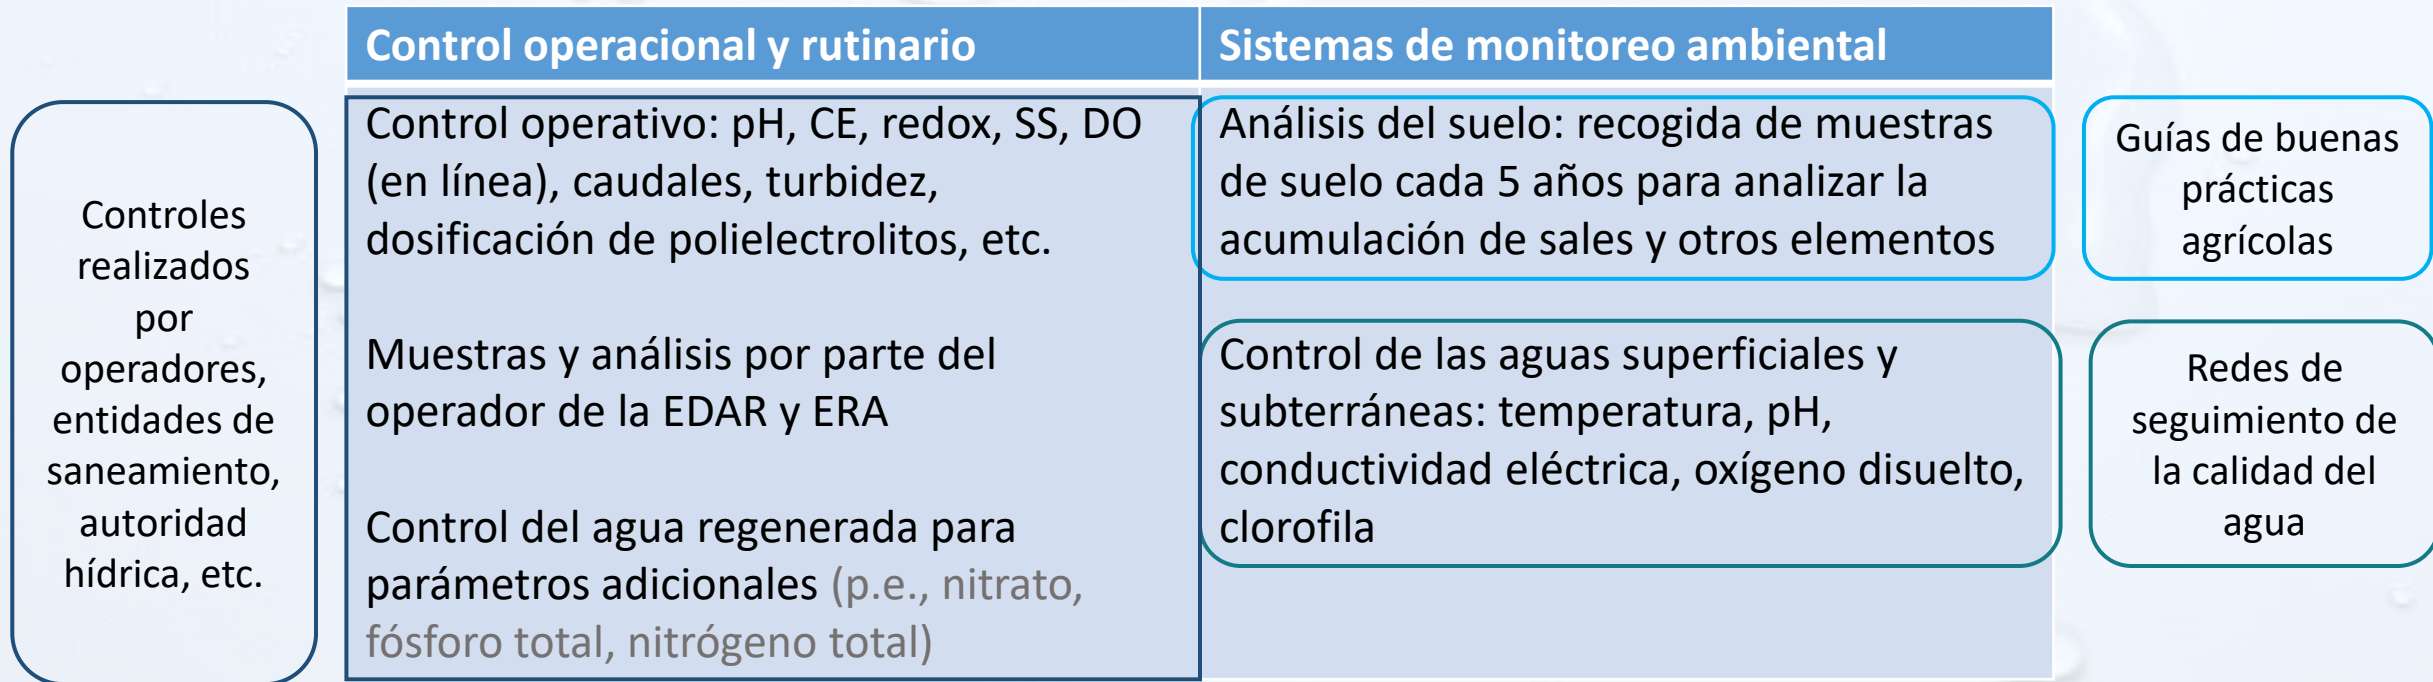 Control operacional y rutinario
Sistemas de monitoreo ambiental
Controles
realizados
por
operadores,
entidades de
saneamiento,
autoridad
hídrica, etc.
Control operativo: pH, CE, redox, SS, DO
(en línea), caudales, turbidez,
dosificación de polielectrolitos, etc.
Muestras y análisis por parte del
operador de la EDAR y ERA
Control del agua regenerada para
parámetros adicionales (p.e., nitrato,
fósforo total, nitrógeno total)
Análisis del suelo: recogida de muestras
de suelo cada 5 años para analizar la
acumulación de sales y otros elementos
Control de las aguas superficiales y
subterráneas: temperatura, pH,
conductividad eléctrica, oxígeno disuelto,
clorofila
Guías de buenas
prácticas
agrícolas
Redes de
seguimiento de
la calidad del
agua